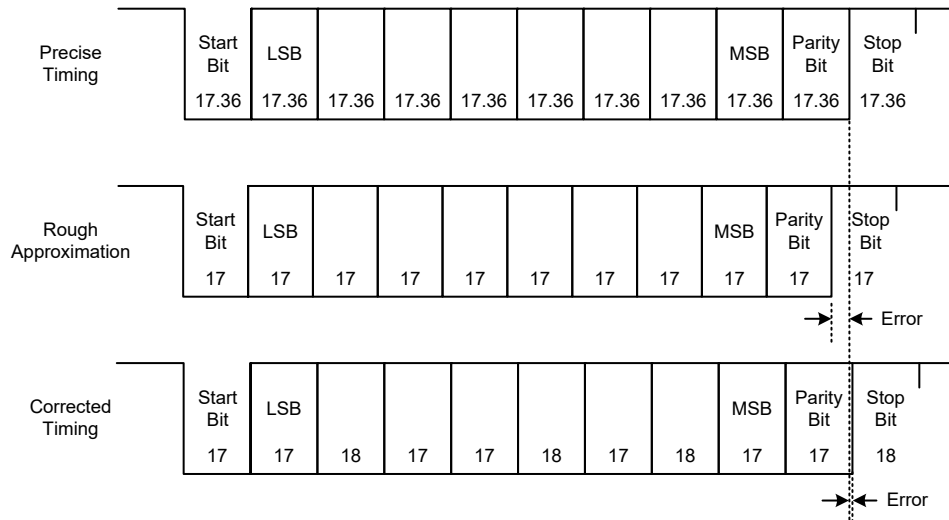 Precise
Timing
Start
Bit
LSB
MSB
Parity
Bit
Stop
Bit
17.36 17.36 17.36 17.36 17.36 17.36 17.36 17.36 17.36 17.36 17.36
Rough
Approximation
Start
Bit
LSB
MSB
Parity
Bit
Stop
Bit
17 17 17 17 17 17 17 17 17 17 17
Error
Corrected
Timing
Start
Bit
LSB
MSB
Parity
Bit
Stop
Bit
17 17 18 17 17 18 17 18 17 17 18
Error